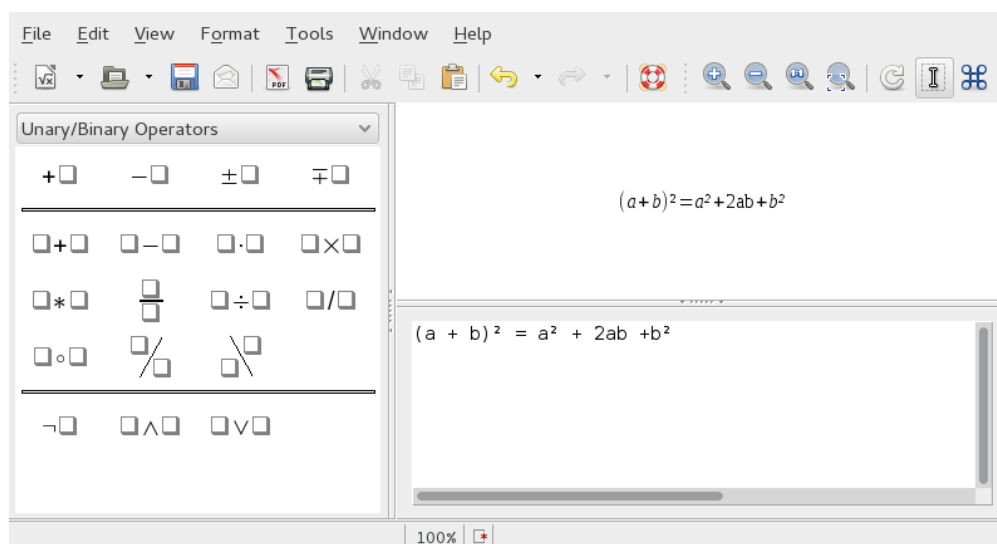 File Edit View Format Tools Window Help
PDF
Unary/Binary Operators
+□ −□ ±□ ∓□
□+□ □−□ □·□ □×□
□∗□ □/□ □÷□ □/□
□∘□ □/□ □\□
¬□ □∧□ □∨□
(a+b)²=a²+2ab+b²
(a + b)² = a² + 2ab +b²
100%